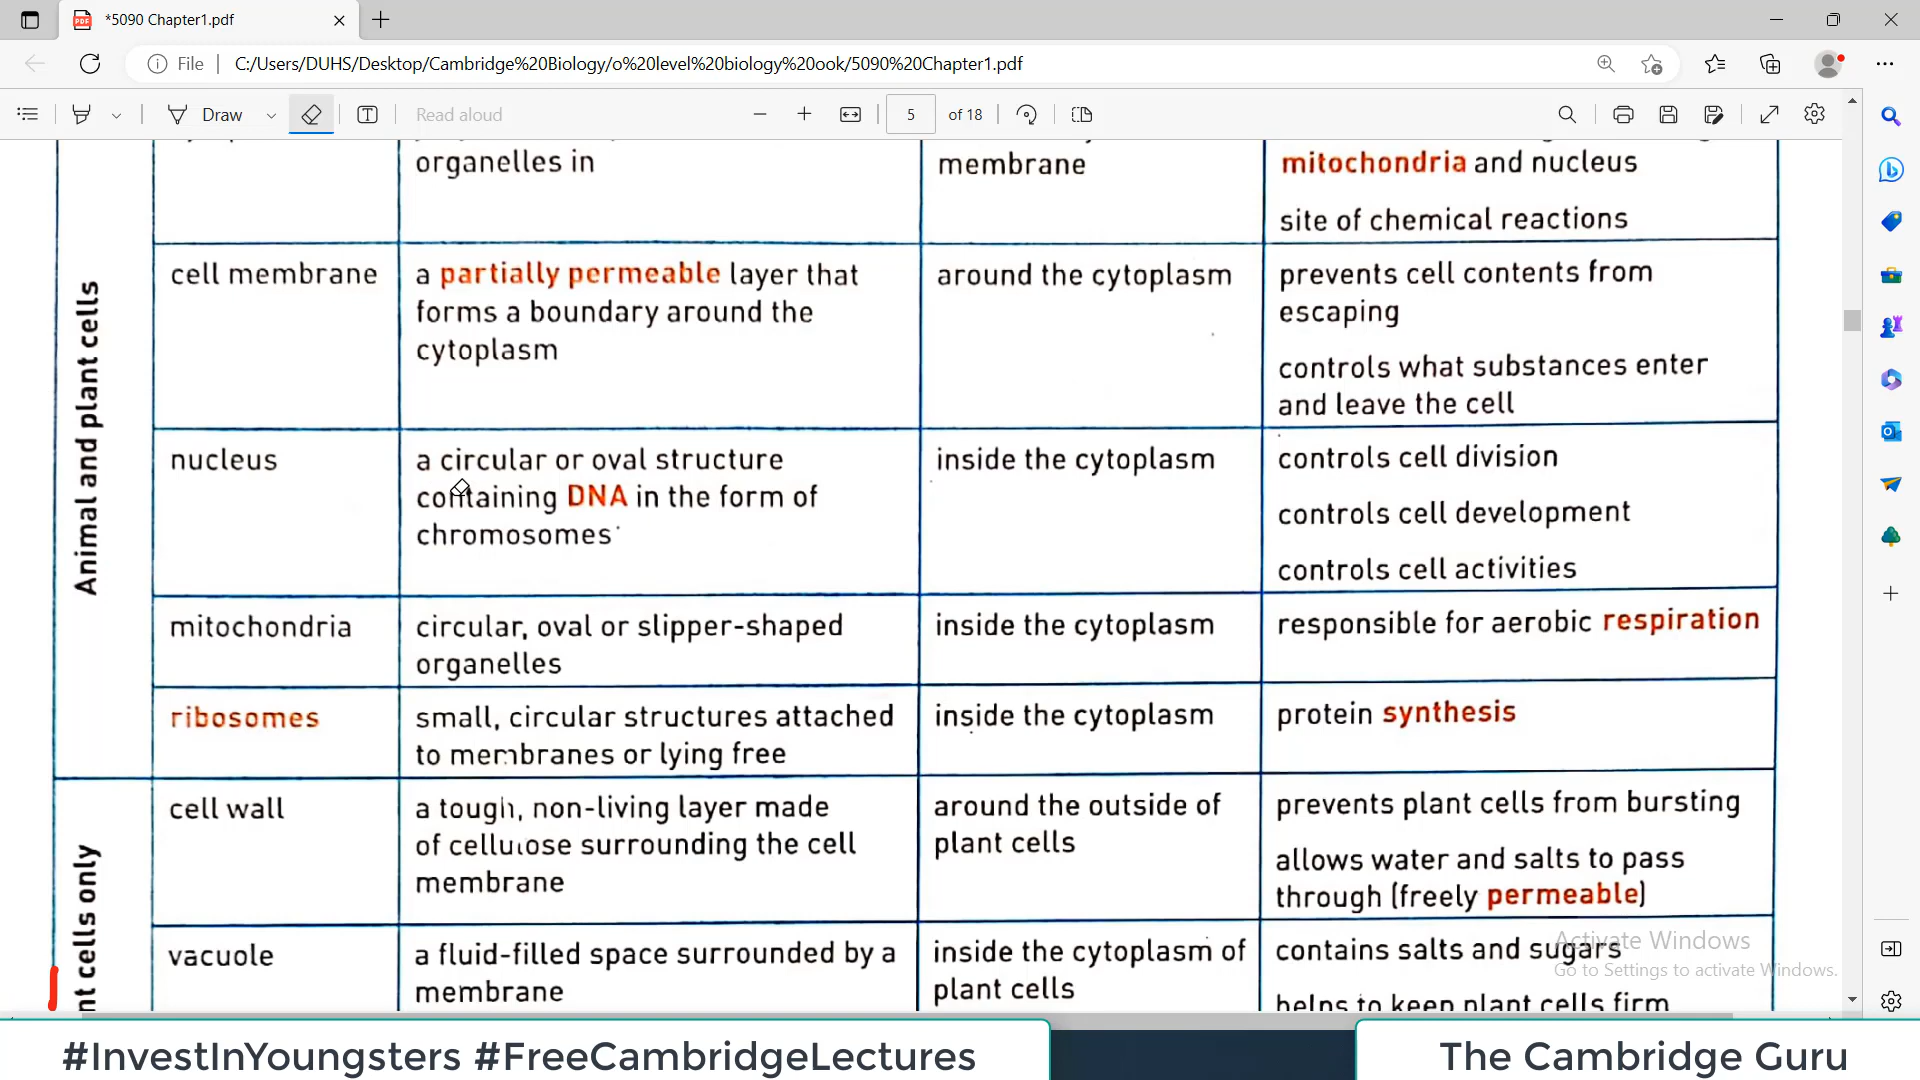 *5090 Chapter1.pdf
File
C:/Users/DUHS/Desktop/Cambridge%20Biology/o%20level%20biology%20ook/5090%20Chapter1.pdf
Draw
Read aloud
5 of 18
organelles in
membrane
mitochondria and nucleus
site of chemical reactions
Animal and plant cells
cell membrane
a partially permeable layer that
forms a boundary around the
cytoplasm
around the cytoplasm
prevents cell contents from
escaping
controls what substances enter
and leave the cell
nucleus
a circular or oval structure
containing DNA in the form of
chromosomes
inside the cytoplasm
controls cell division
controls cell development
controls cell activities
mitochondria
circular, oval or slipper-shaped
organelles
inside the cytoplasm
responsible for aerobic respiration
ribosomes
small, circular structures attached
to membranes or lying free
inside the cytoplasm
protein synthesis
nt cells only
cell wall
a tough, non-living layer made
of cellulose surrounding the cell
membrane
around the outside of
plant cells
prevents plant cells from bursting
allows water and salts to pass
through (freely permeable)
vacuole
a fluid-filled space surrounded by a
membrane
inside the cytoplasm of
plant cells
contains salts and sugars
helps to keep plant cells firm
Activate Windows
Go to Settings to activate Windows.
#InvestInYoungsters #FreeCambridgeLectures
The Cambridge Guru